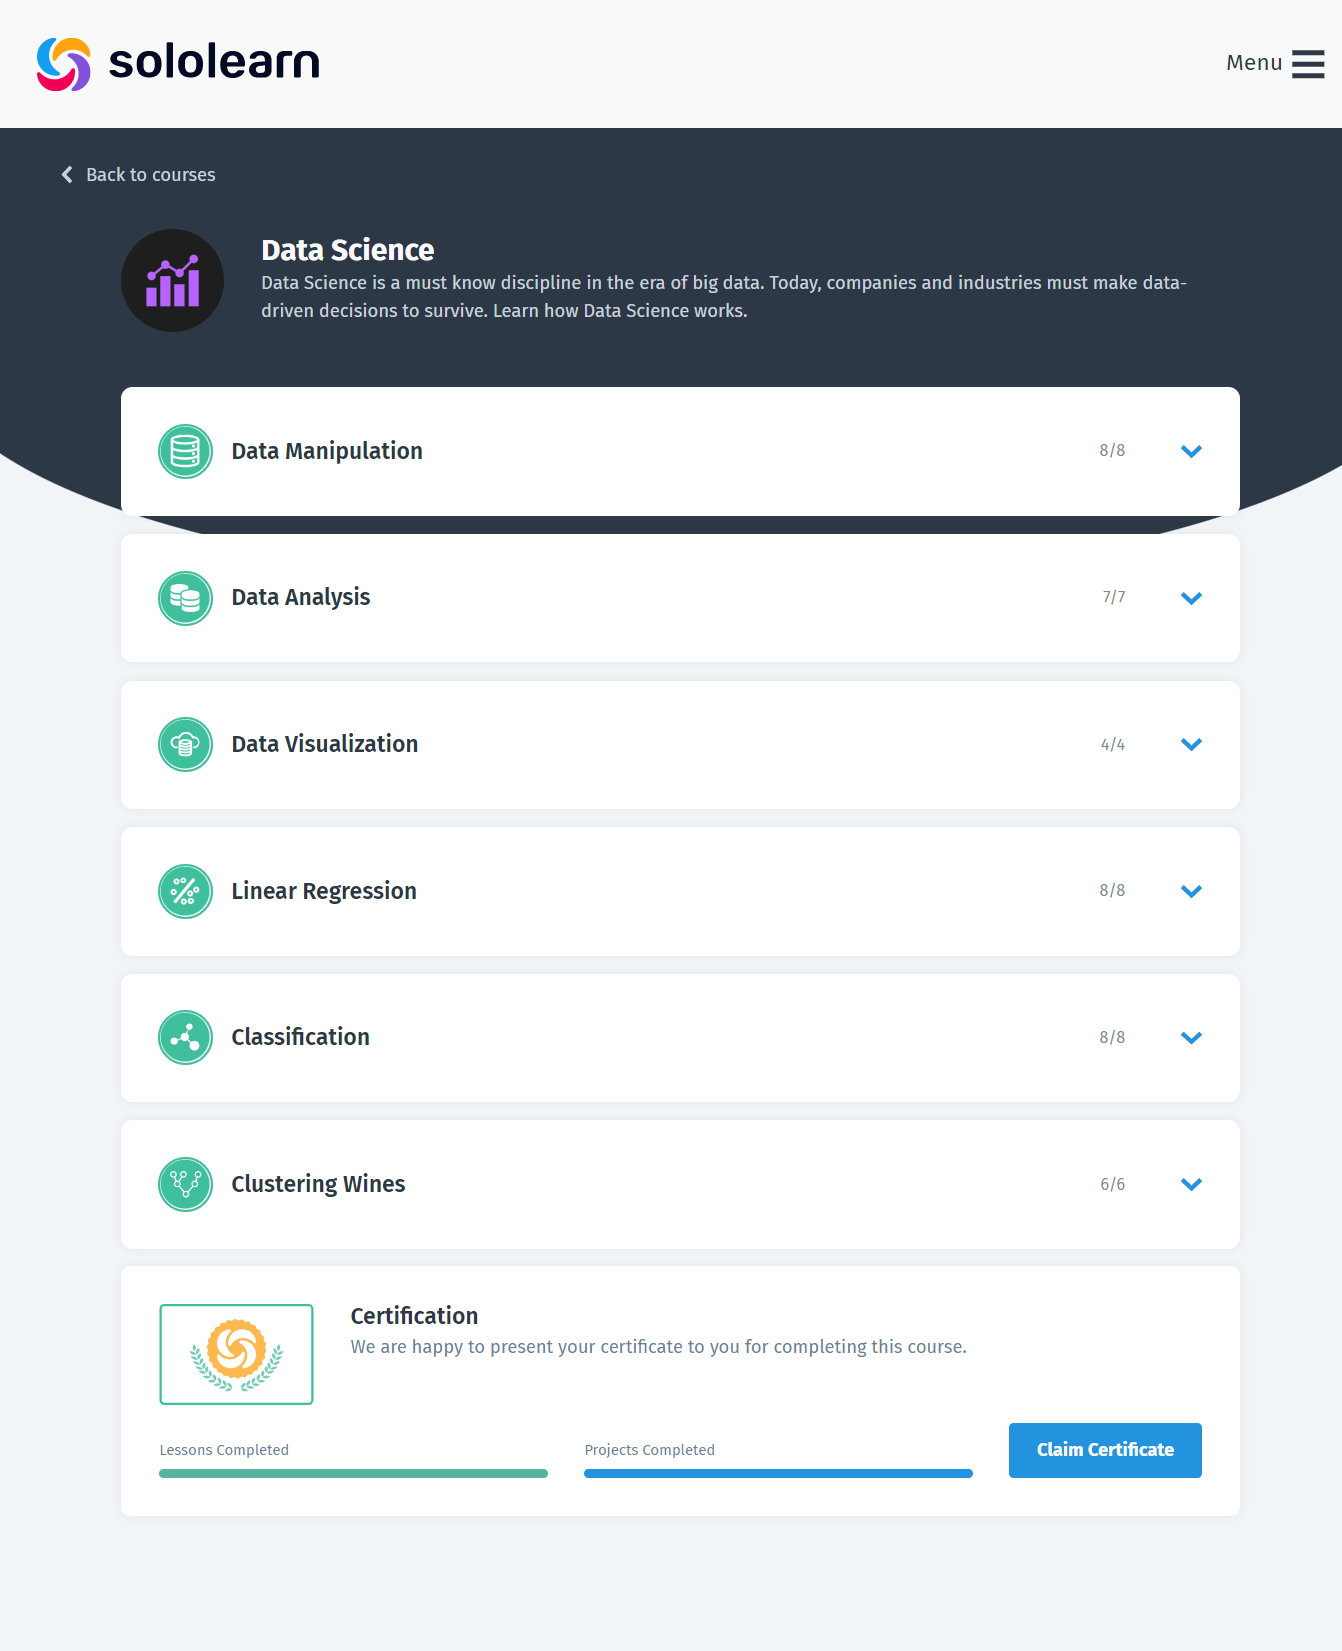 sololearn
Menu
Back to courses
Data Science
Data Science is a must know discipline in the era of big data. Today, companies and industries must make data-
driven decisions to survive. Learn how Data Science works.
Data Manipulation 8/8
Data Analysis 7/7
Data Visualization 4/4
Linear Regression 8/8
Classification 8/8
Clustering Wines 6/6
Certification
We are happy to present your certificate to you for completing this course.
Lessons Completed
Projects Completed
Claim Certificate